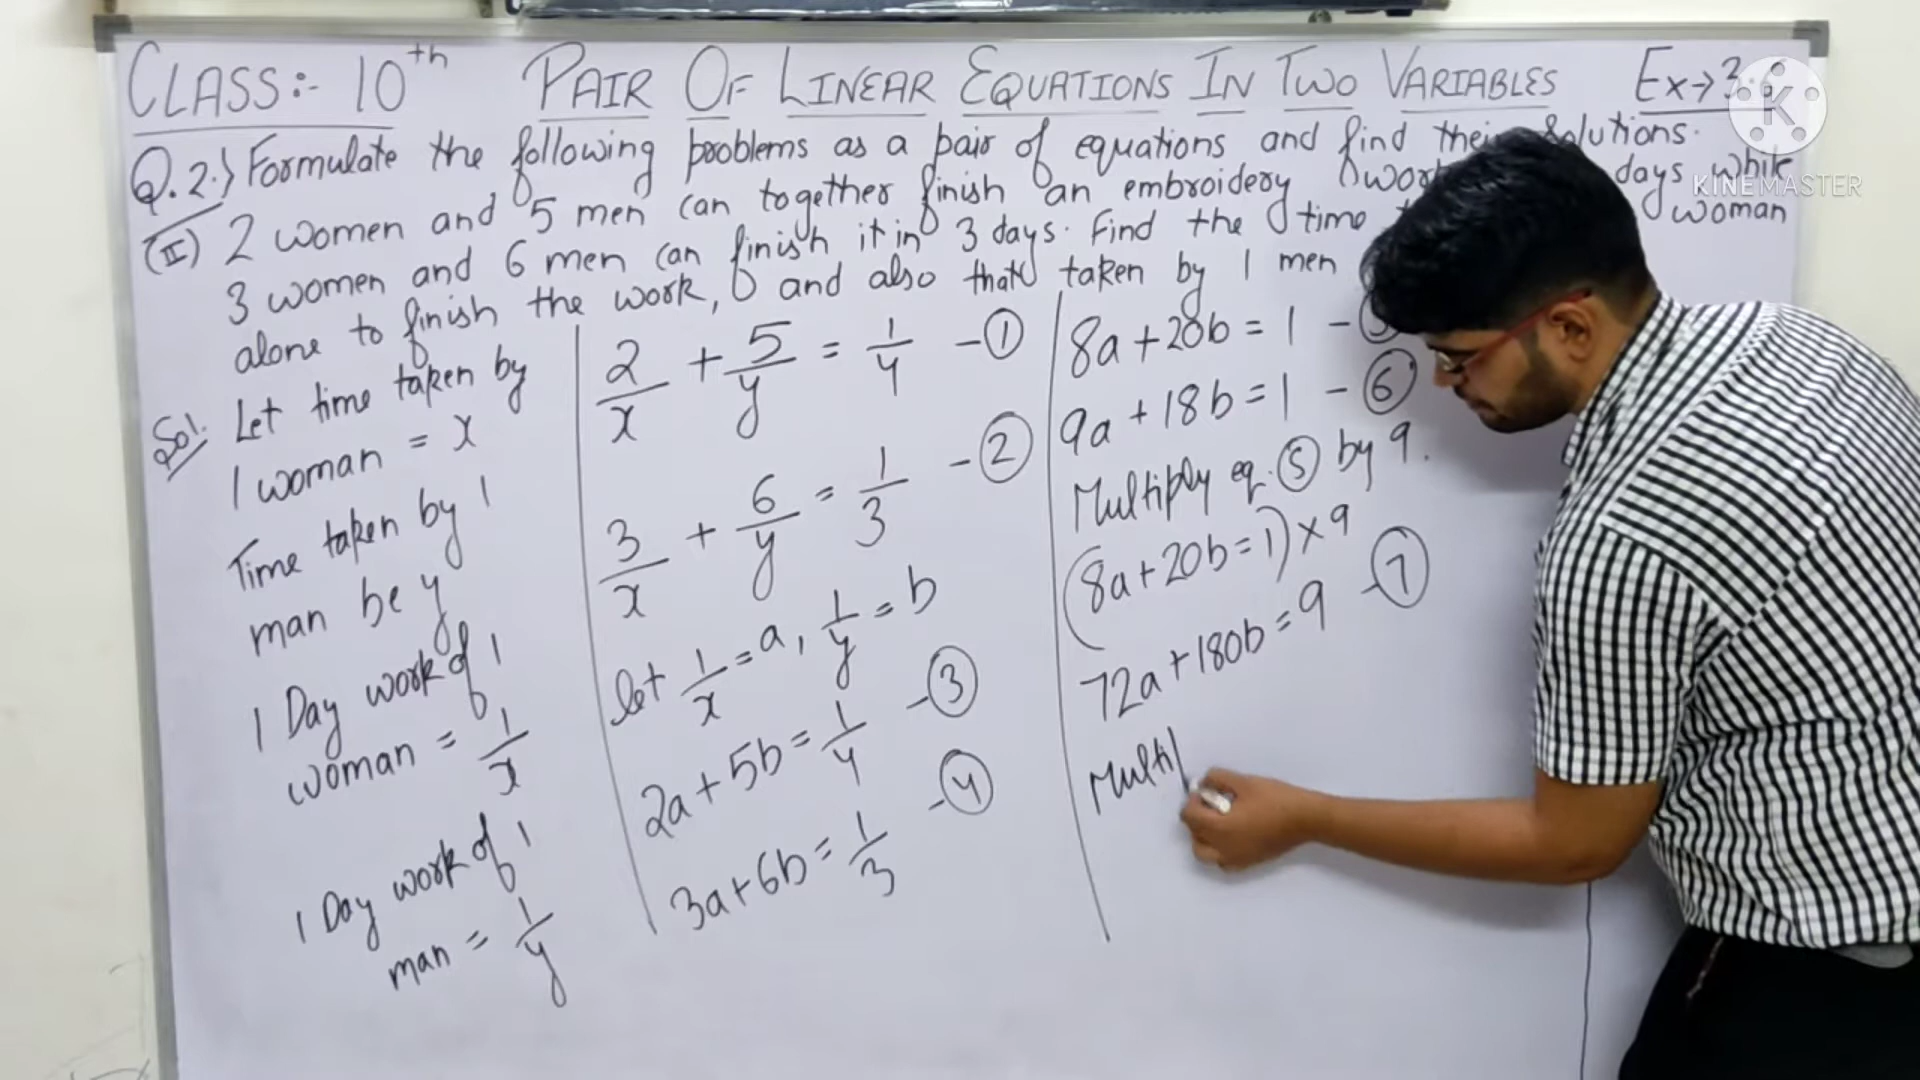 CLASS:- 10th PAIR OF LINEAR EQUATIONS IN TWO VARIABLES Ex→3.6
Q.2.) Formulate the following problems as a pair of equations and find their solutions.
(II) 2 women and 5 men can together finish an embroidery work days while
3 women and 6 men can finish it in 3 days. Find the time woman
alone to finish the work, and also that taken by 1 men
Sol. Let time taken by
1 woman = x
Time taken by 1
man be y
1 Day work of 1
woman = 1/x
1 Day work of 1
man = 1/y
2/x + 5/y = 1/4 - ①
3/x + 6/y = 1/3 - ②
let 1/x = a, 1/y = b
2a + 5b = 1/4 - ③
3a + 6b = 1/3 - ④
8a + 20b = 1 -
9a + 18b = 1 - ⑥
Multiply eq. ⑤ by 9.
(8a + 20b = 1) × 9
72a + 180b = 9 - ⑦
Multipl
KINEMASTER